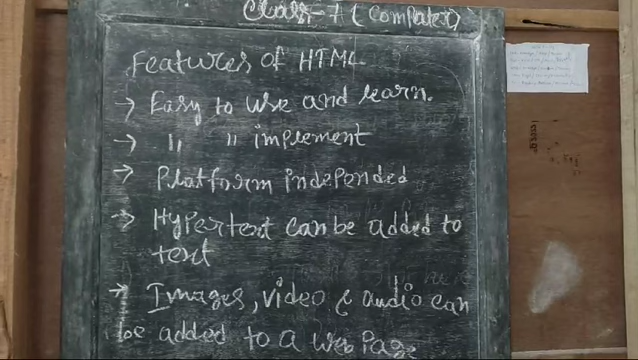 Class-7 (Computer)
Features of HTML
→ Easy to use and learn.
→ " " implement
→ Platform independed
→ Hypertext can be added to
text
→ Images, video & audio can
be added to a Web Page